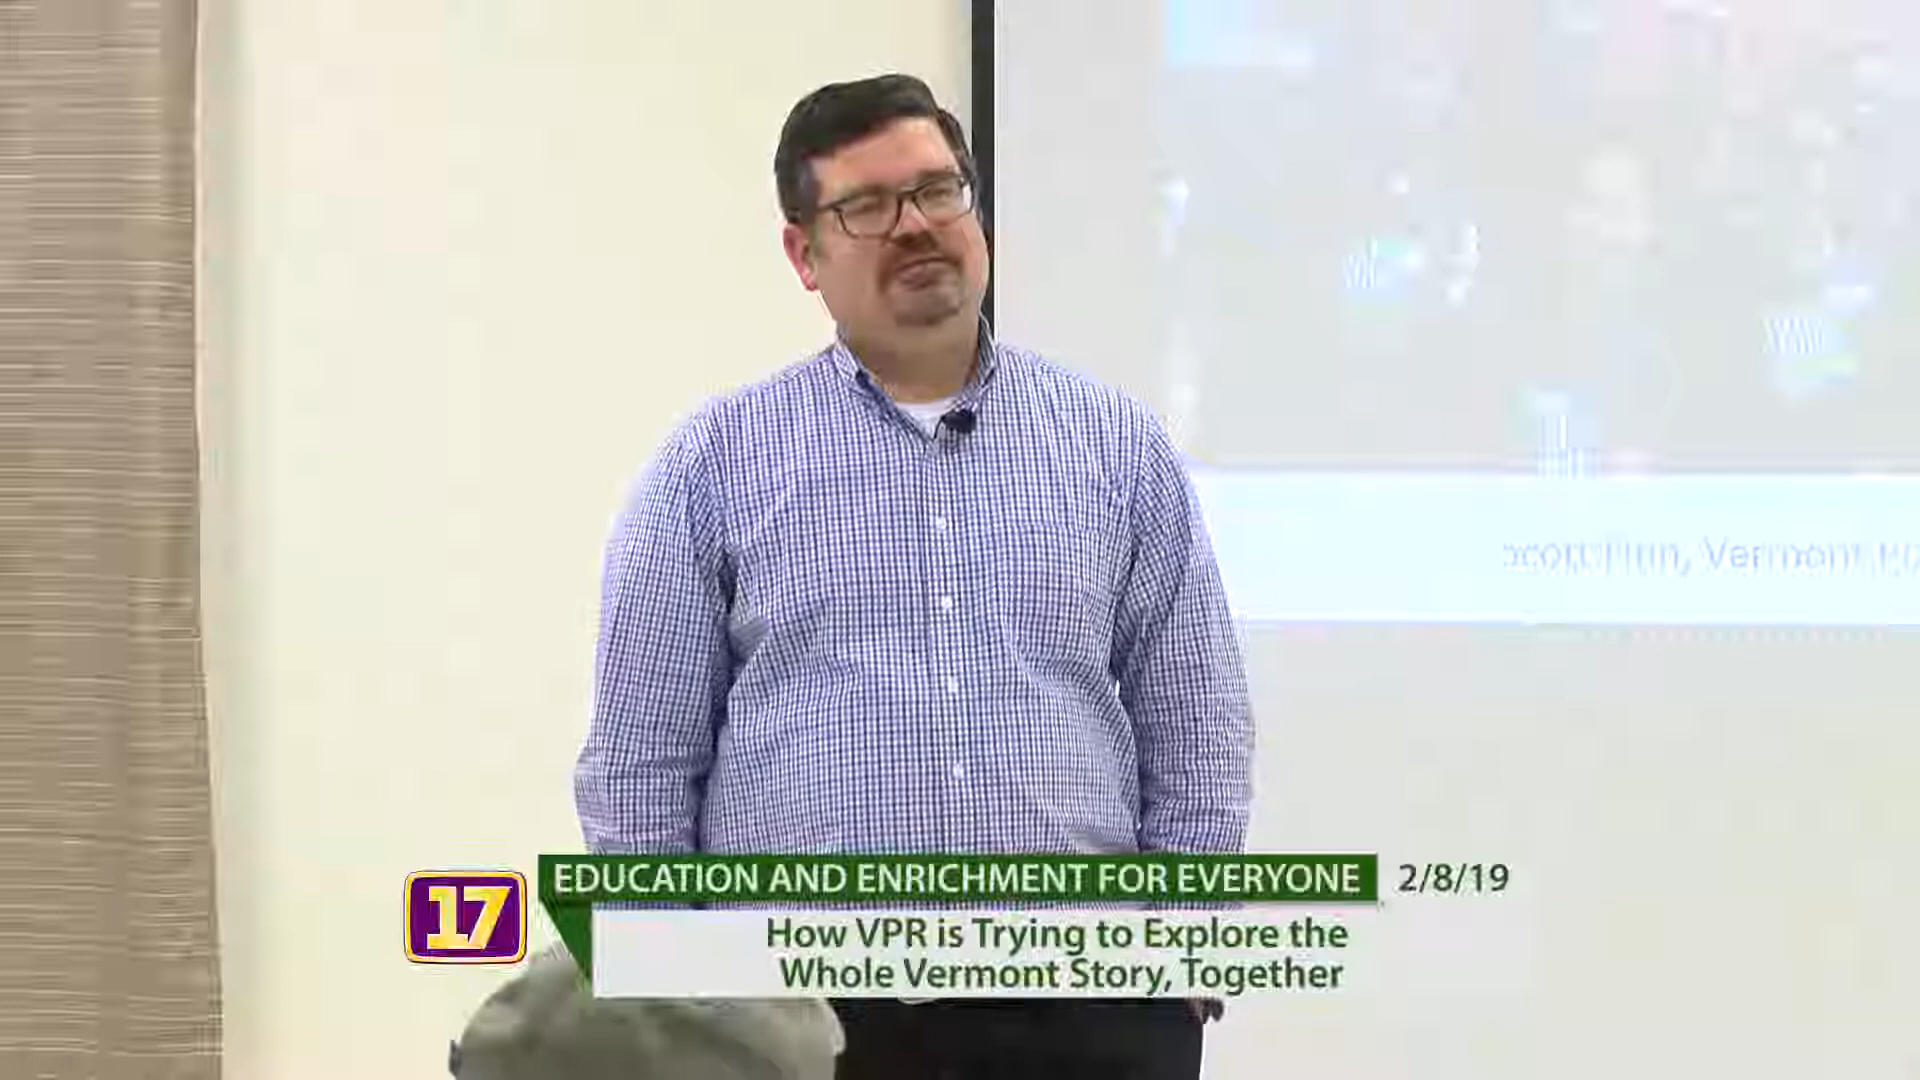 Vermont
17
EDUCATION AND ENRICHMENT FOR EVERYONE 2/8/19
How VPR is Trying to Explore the
Whole Vermont Story, Together